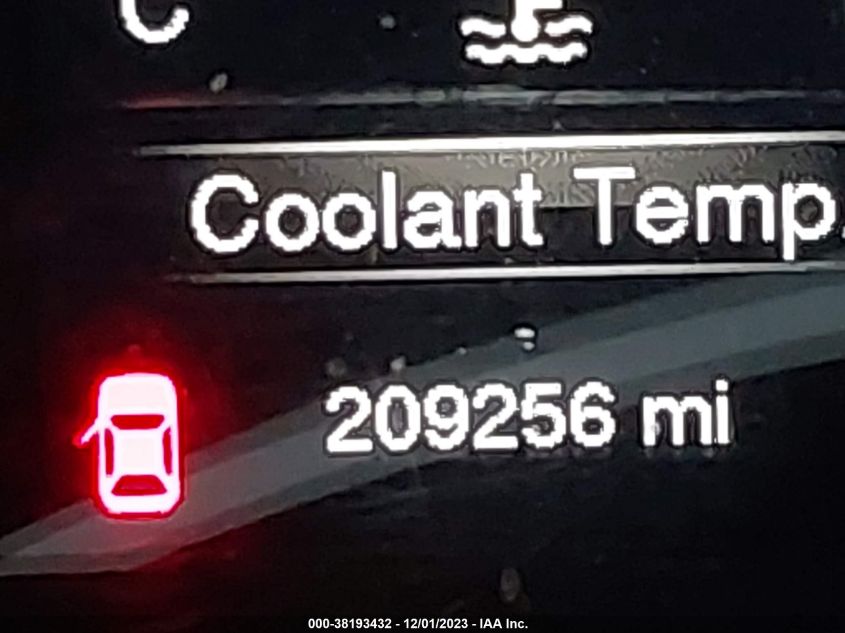 C
Coolant Temp.
209256 mi
000-38193432 - 12/01/2023 - IAA Inc.